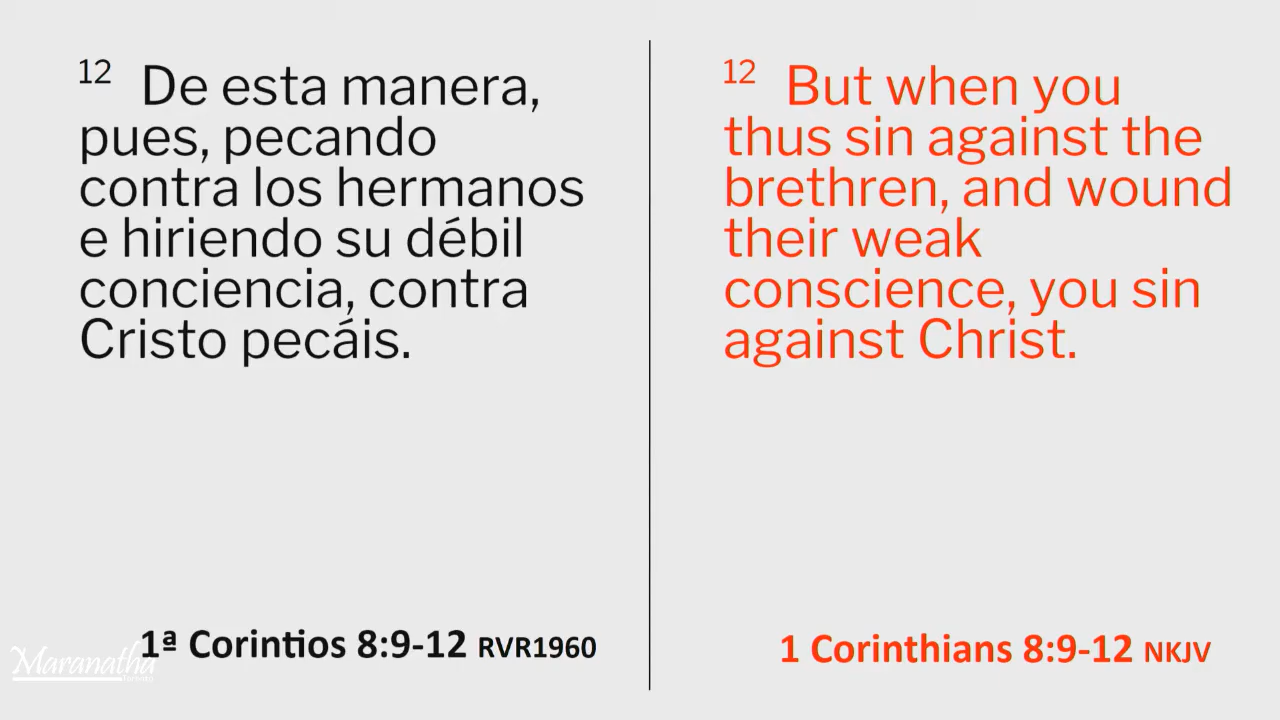 12 De esta manera,
pues, pecando
contra los hermanos
e hiriendo su débil
conciencia, contra
Cristo pecáis.
1ª Corintios 8:9-12 RVR1960
12 But when you
thus sin against the
brethren, and wound
their weak
conscience, you sin
against Christ.
1 Corinthians 8:9-12 NKJV
Maranatha